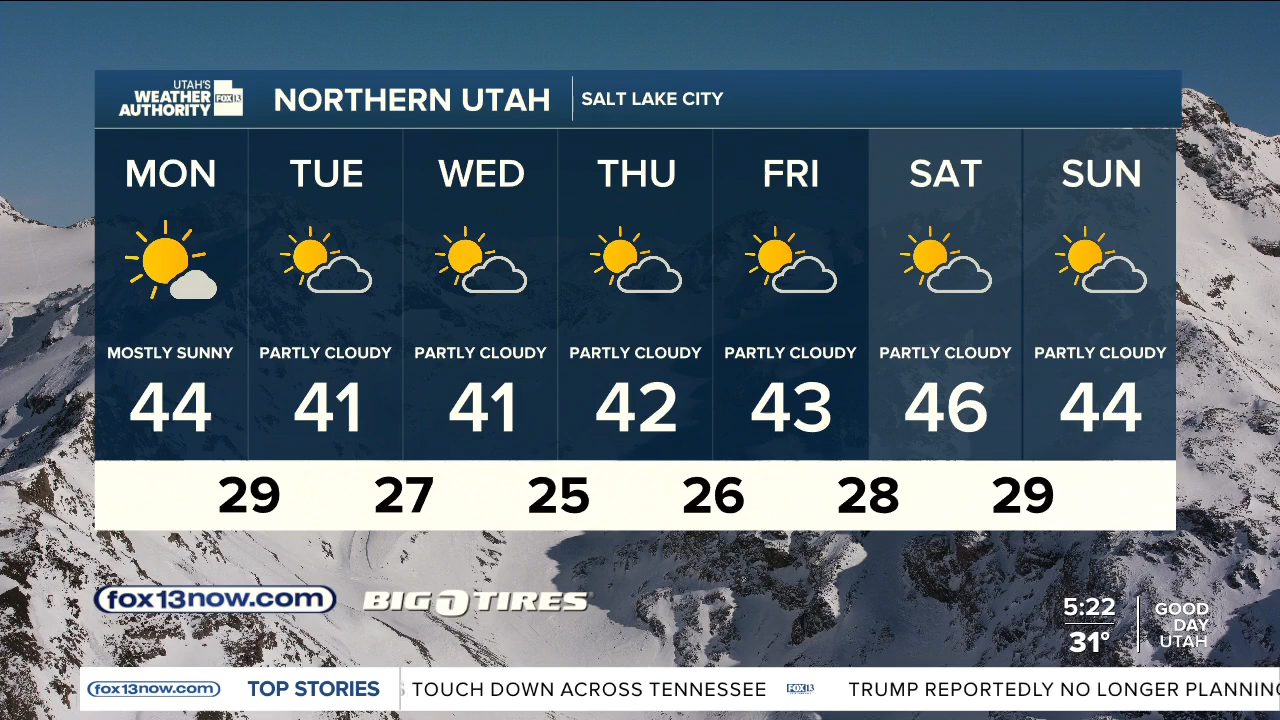 UTAH'S
WEATHER
AUTHORITY
FOX 13
NORTHERN UTAH
SALT LAKE CITY
MON TUE WED THU FRI SAT SUN
MOSTLY SUNNY PARTLY CLOUDY PARTLY CLOUDY PARTLY CLOUDY PARTLY CLOUDY PARTLY CLOUDY PARTLY CLOUDY
44 41 41 42 43 46 44
29 27 25 26 28 29
fox13now.com BIG O TIRES
5:22
31°
GOOD
DAY
UTAH
fox13now.com TOP STORIES TOUCH DOWN ACROSS TENNESSEE FOX 13 TRUMP REPORTEDLY NO LONGER PLANNING